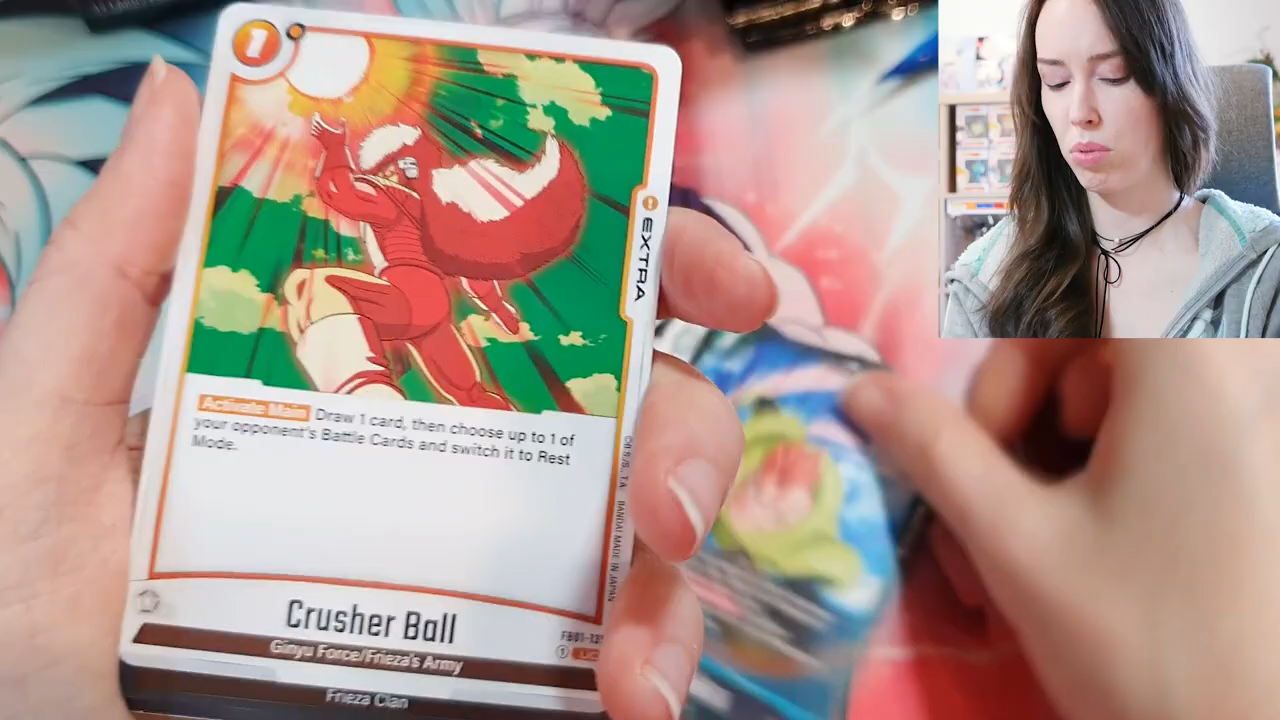 1
EXTRA
Activate Main Draw 1 card, then choose up to 1 of
your opponent's Battle Cards and switch it to Rest
Mode.
BANDAI MADE IN JAPAN
Crusher Ball
Ginyu Force/Frieza's Army
Frieza Clan